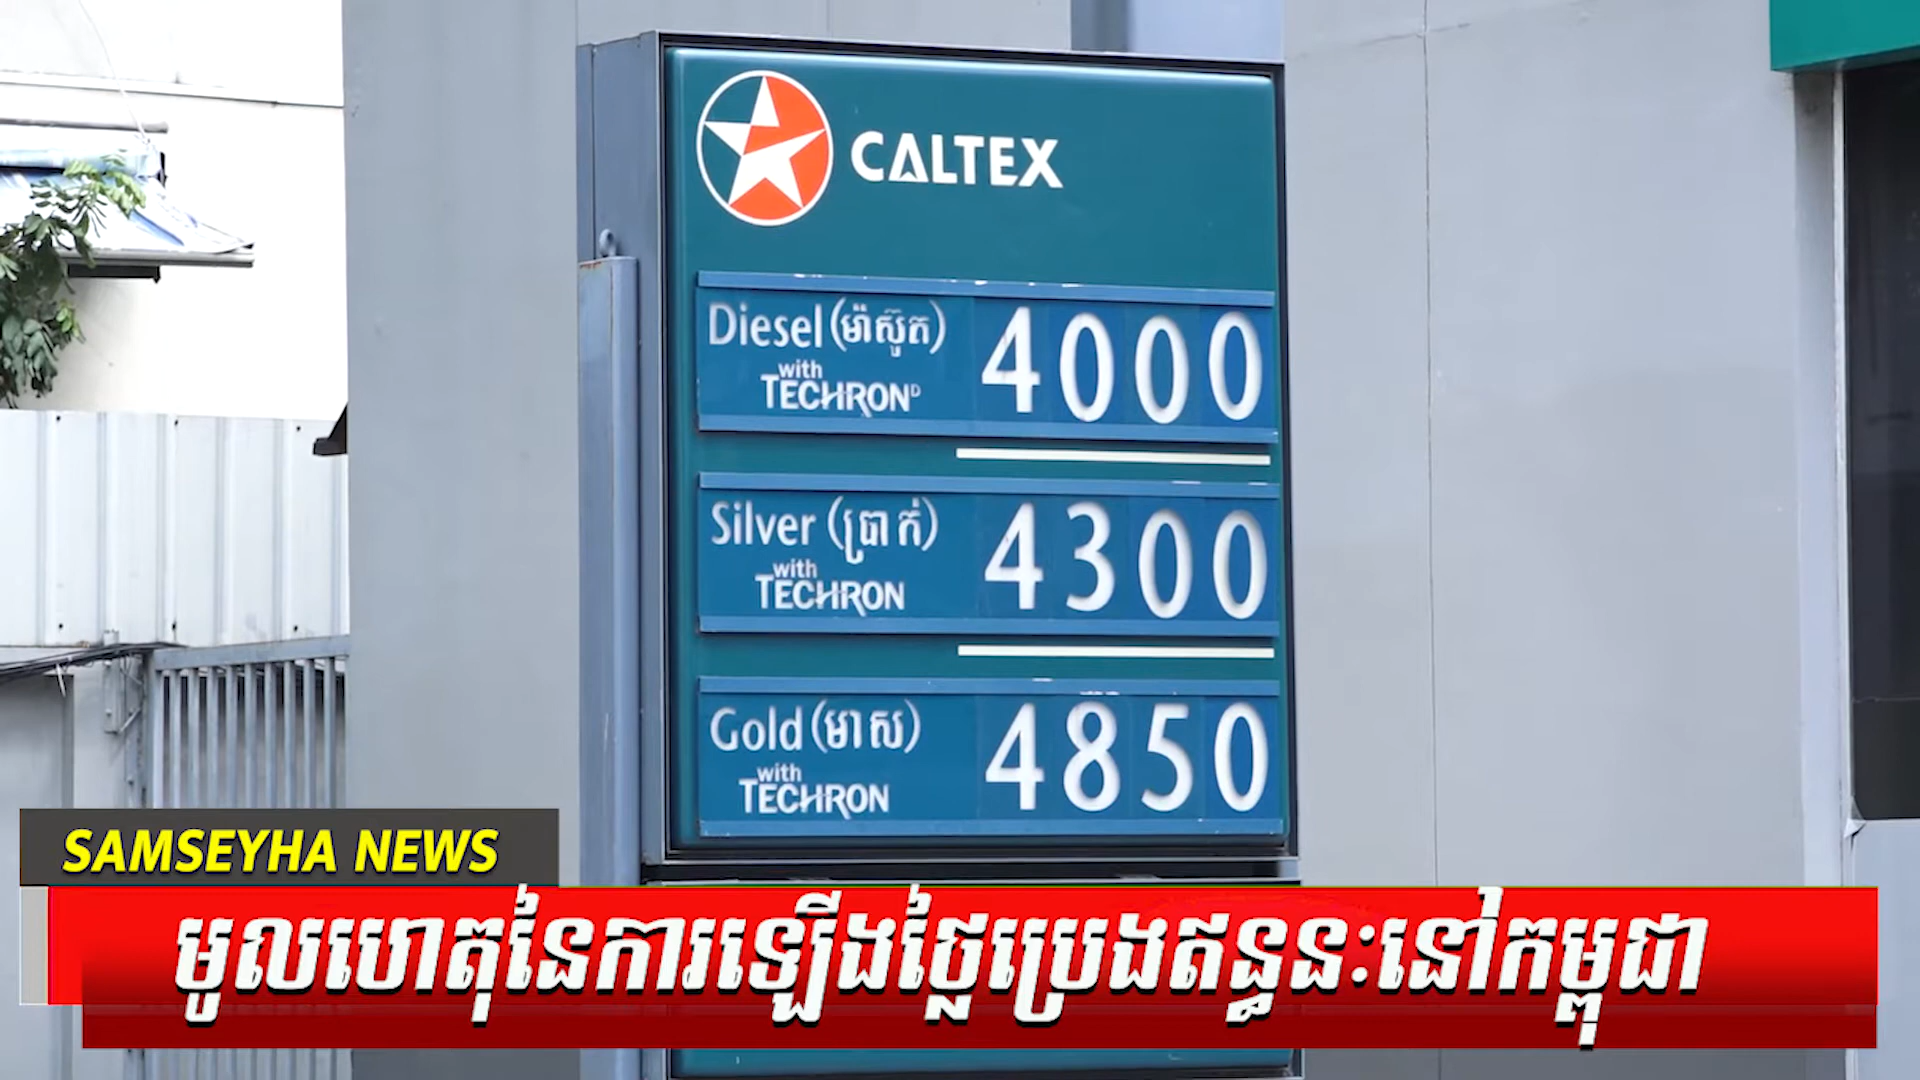 CALTEX
Diesel (ម៉ាស៊ូត) 4000
with
TECHRON D
Silver (ប្រាក់) 4300
with
TECHRON
Gold (មាស) 4850
with
TECHRON
SAMSEYHA NEWS
មូលហេតុនៃការឡើងថ្លៃប្រេងឥន្ធនៈនៅកម្ពុជា